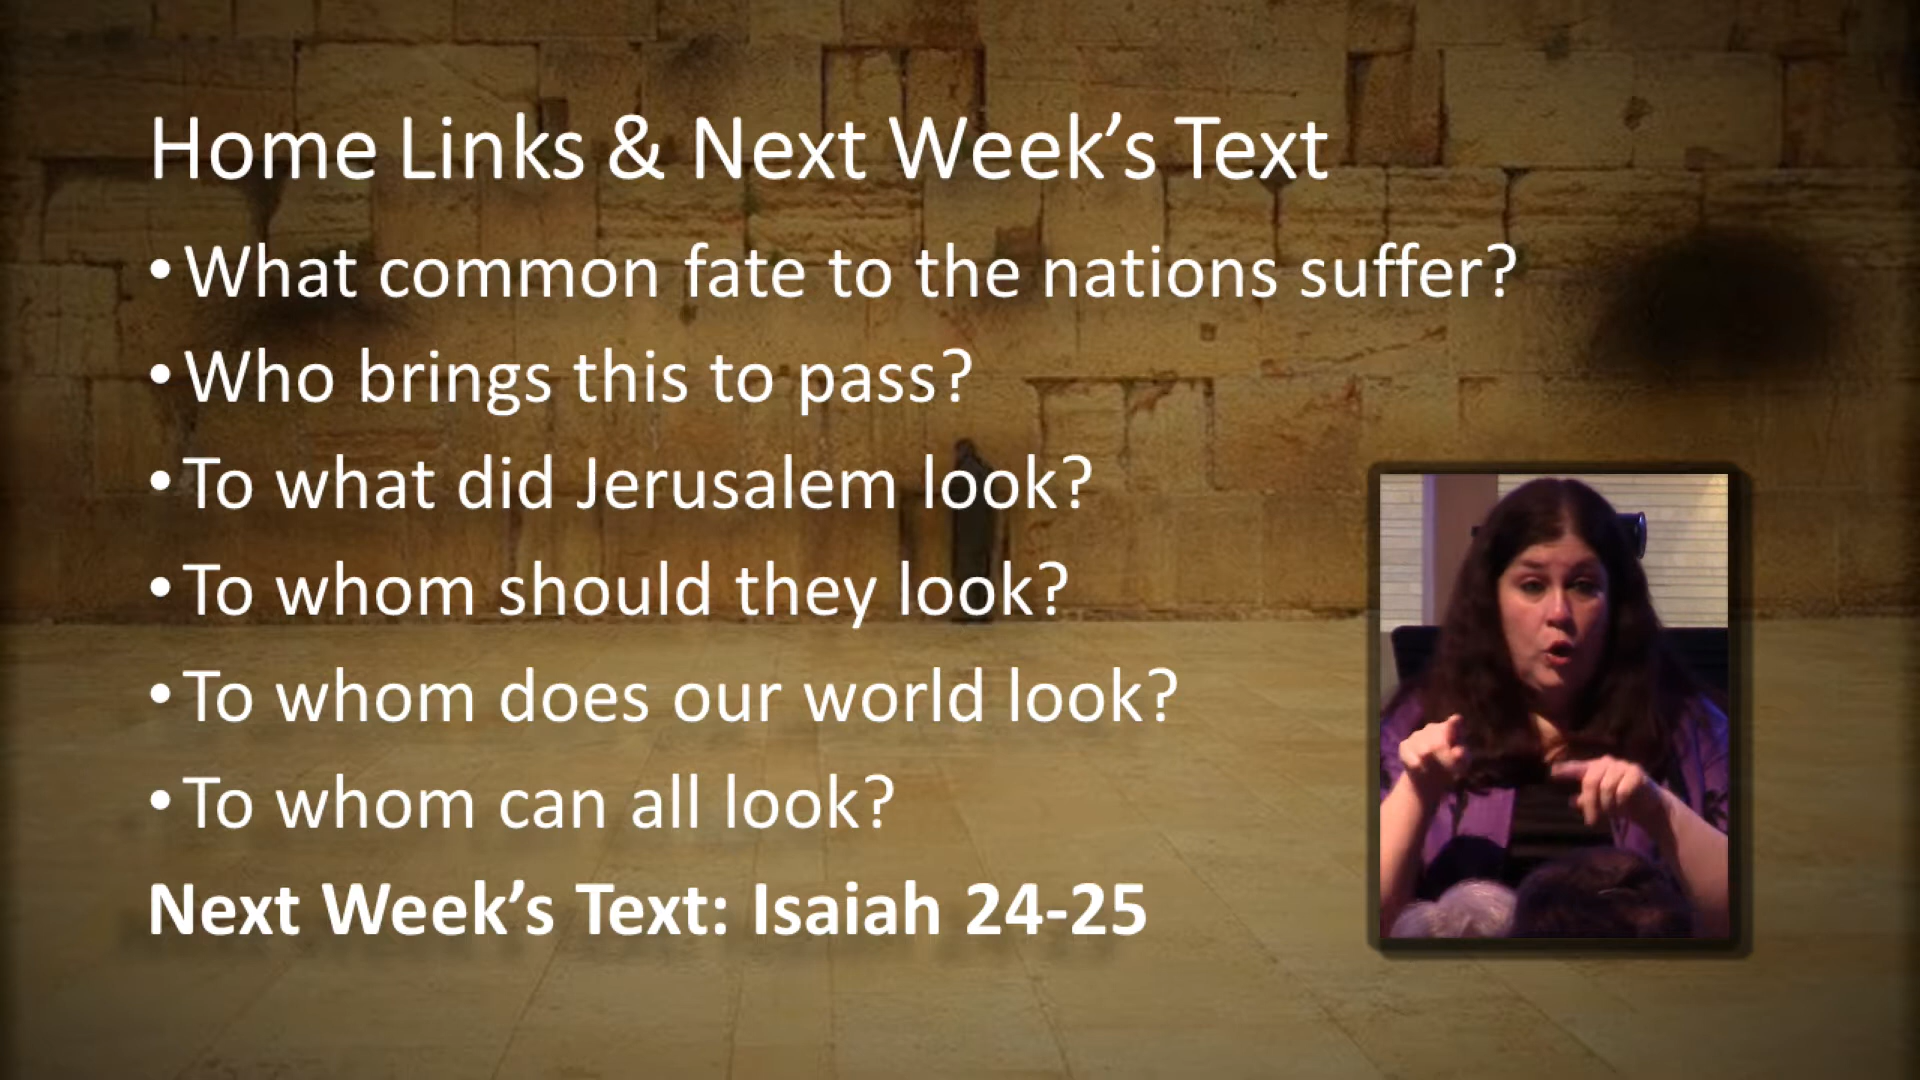 Home Links & Next Week’s Text
• What common fate to the nations suffer?
• Who brings this to pass?
• To what did Jerusalem look?
• To whom should they look?
• To whom does our world look?
• To whom can all look?
Next Week’s Text: Isaiah 24-25